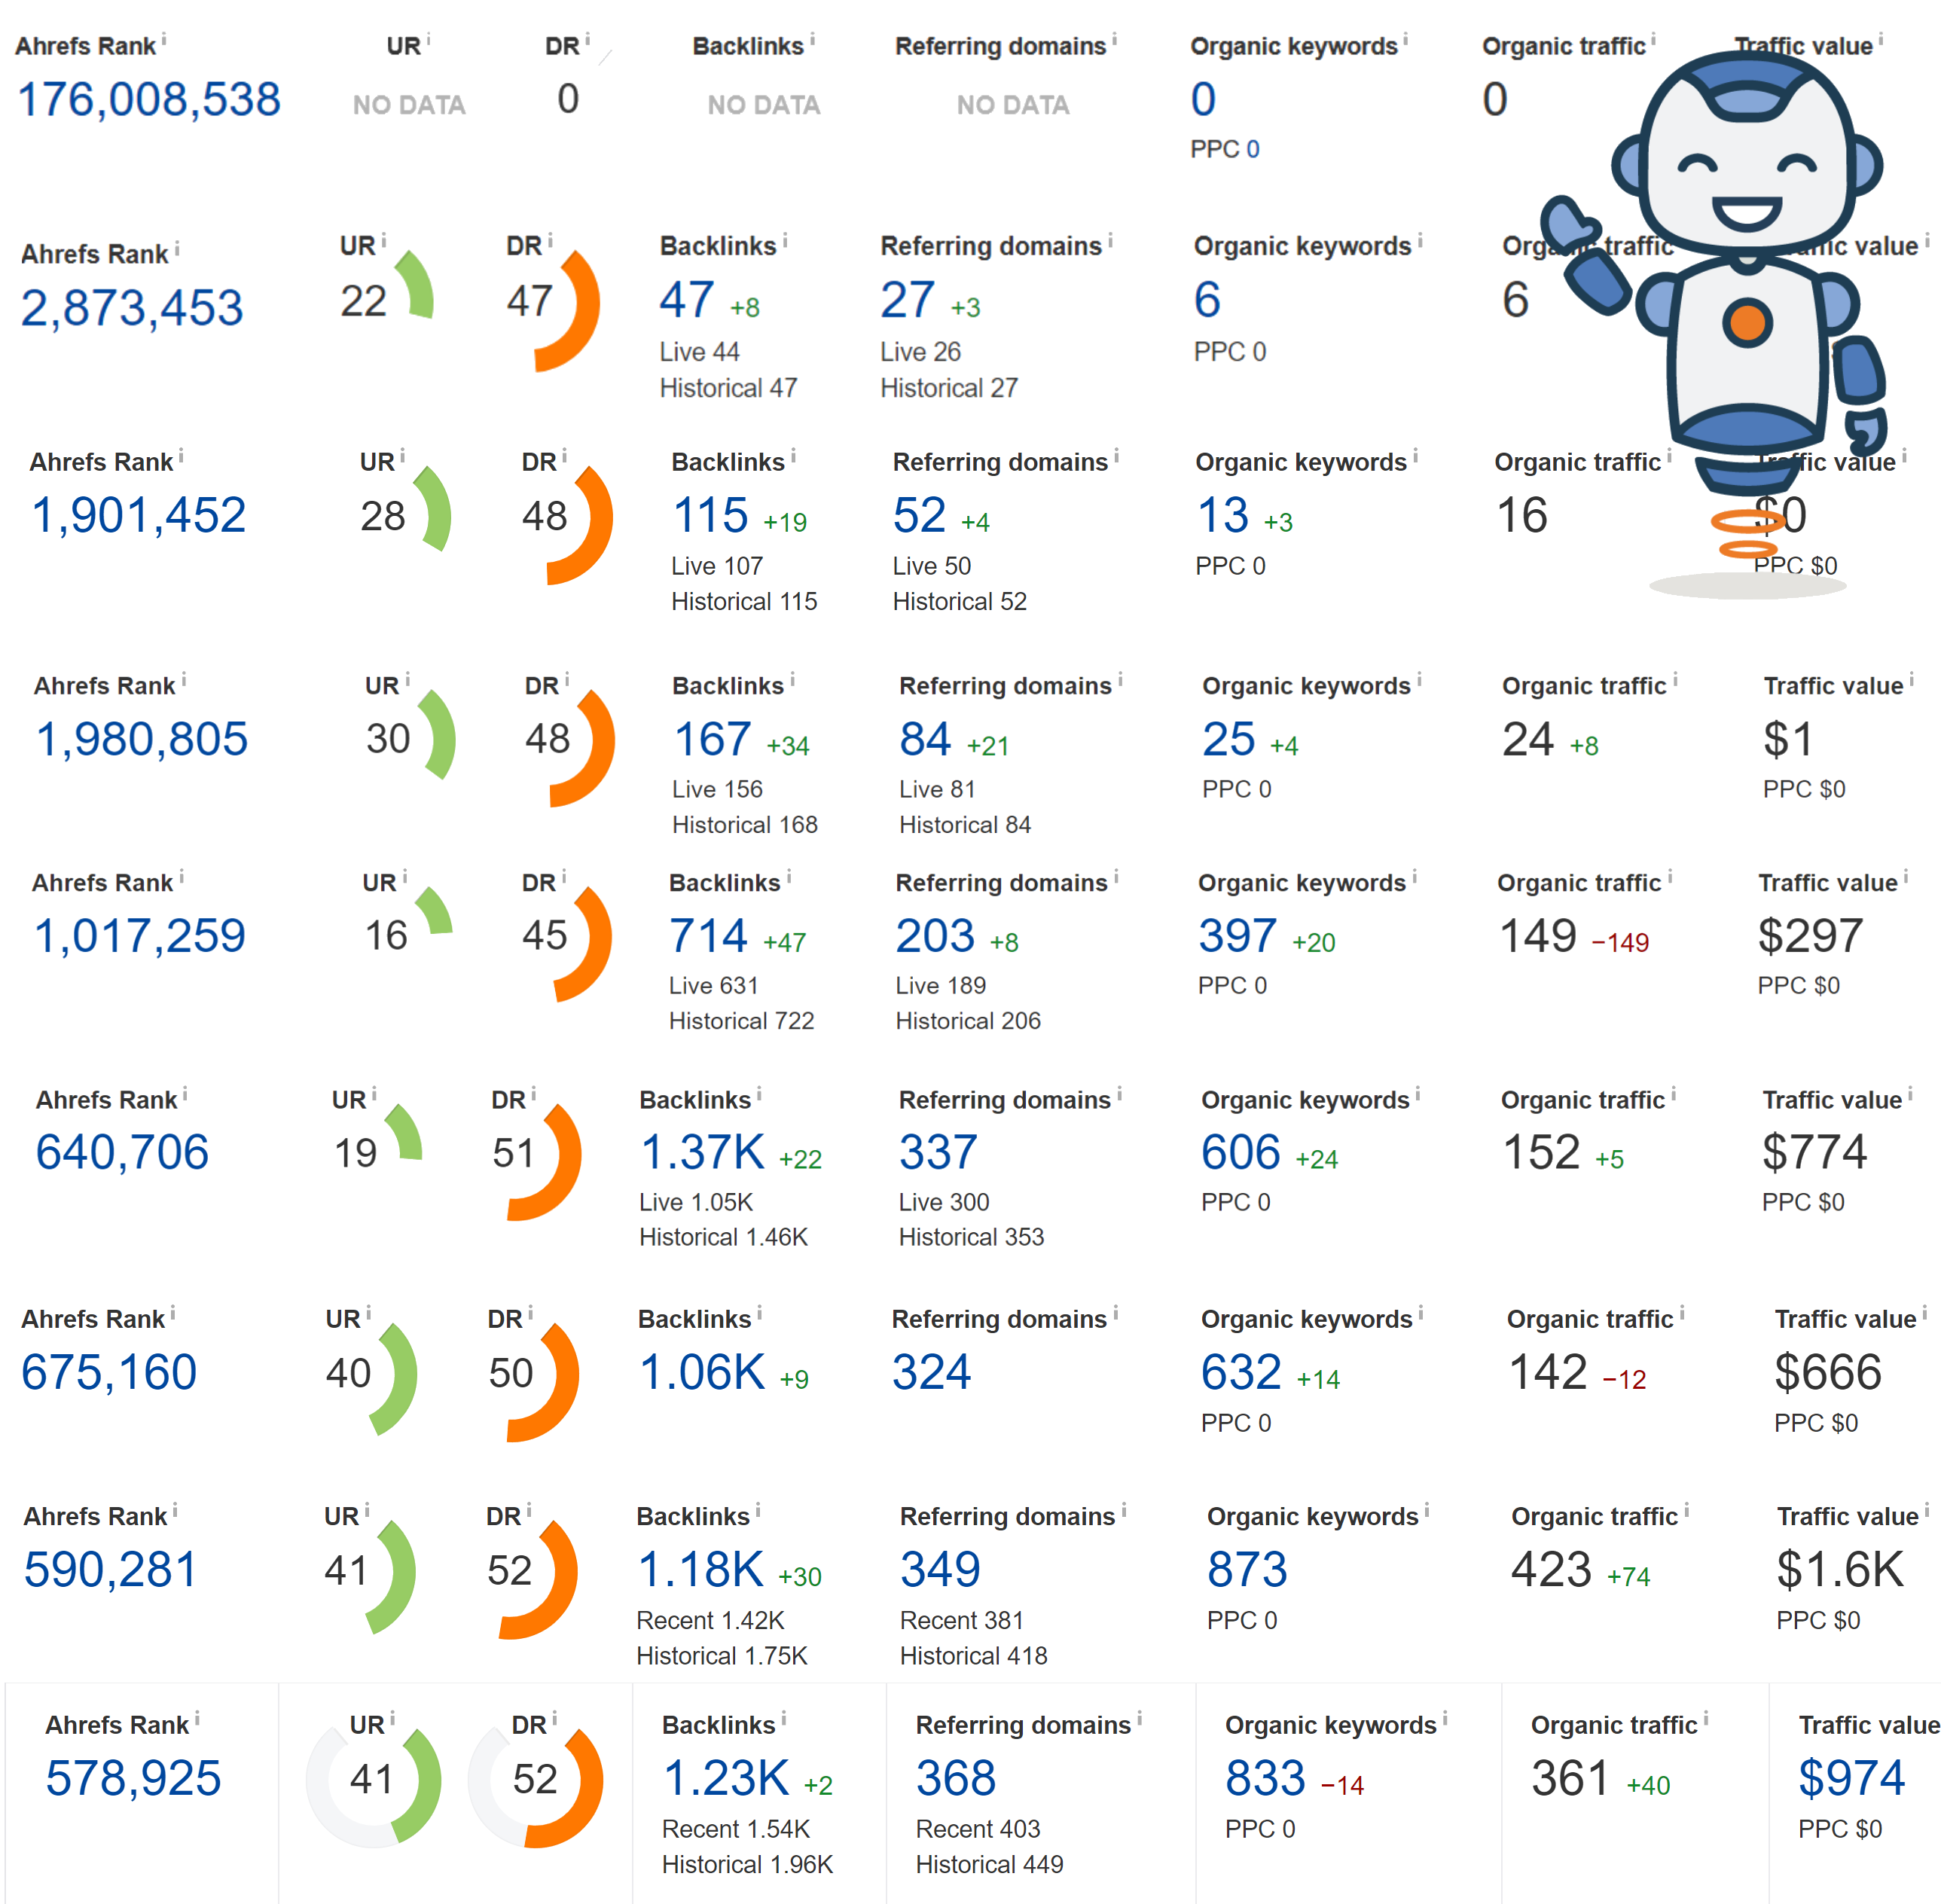 Ahrefs Rank UR DR Backlinks Referring domains Organic keywords Organic traffic Traffic value
176,008,538 NO DATA 0 NO DATA NO DATA 0 0
PPC 0
Ahrefs Rank UR DR Backlinks Referring domains Organic keywords Organic traffic value
2,873,453 22 47 47 +8 27 +3 6 6
Live 44 Live 26 PPC 0
Historical 47 Historical 27
Ahrefs Rank UR DR Backlinks Referring domains Organic keywords Organic traffic Traffic value
1,901,452 28 48 115 +19 52 +4 13 +3 16 $0
Live 107 Live 50 PPC 0 PPC $0
Historical 115 Historical 52
Ahrefs Rank UR DR Backlinks Referring domains Organic keywords Organic traffic Traffic value
1,980,805 30 48 167 +34 84 +21 25 +4 24 +8 $1
Live 156 Live 81 PPC 0 PPC $0
Historical 168 Historical 84
Ahrefs Rank UR DR Backlinks Referring domains Organic keywords Organic traffic Traffic value
1,017,259 16 45 714 +47 203 +8 397 +20 149 −149 $297
Live 631 Live 189 PPC 0 PPC $0
Historical 722 Historical 206
Ahrefs Rank UR DR Backlinks Referring domains Organic keywords Organic traffic Traffic value
640,706 19 51 1.37K +22 337 606 +24 152 +5 $774
Live 1.05K Live 300 PPC 0 PPC $0
Historical 1.46K Historical 353
Ahrefs Rank UR DR Backlinks Referring domains Organic keywords Organic traffic Traffic value
675,160 40 50 1.06K +9 324 632 +14 142 −12 $666
PPC 0 PPC $0
Ahrefs Rank UR DR Backlinks Referring domains Organic keywords Organic traffic Traffic value
590,281 41 52 1.18K +30 349 873 423 +74 $1.6K
Recent 1.42K Recent 381 PPC 0 PPC $0
Historical 1.75K Historical 418
Ahrefs Rank UR DR Backlinks Referring domains Organic keywords Organic traffic Traffic value
578,925 41 52 1.23K +2 368 833 −14 361 +40 $974
Recent 1.54K Recent 403 PPC 0 PPC $0
Historical 1.96K Historical 449